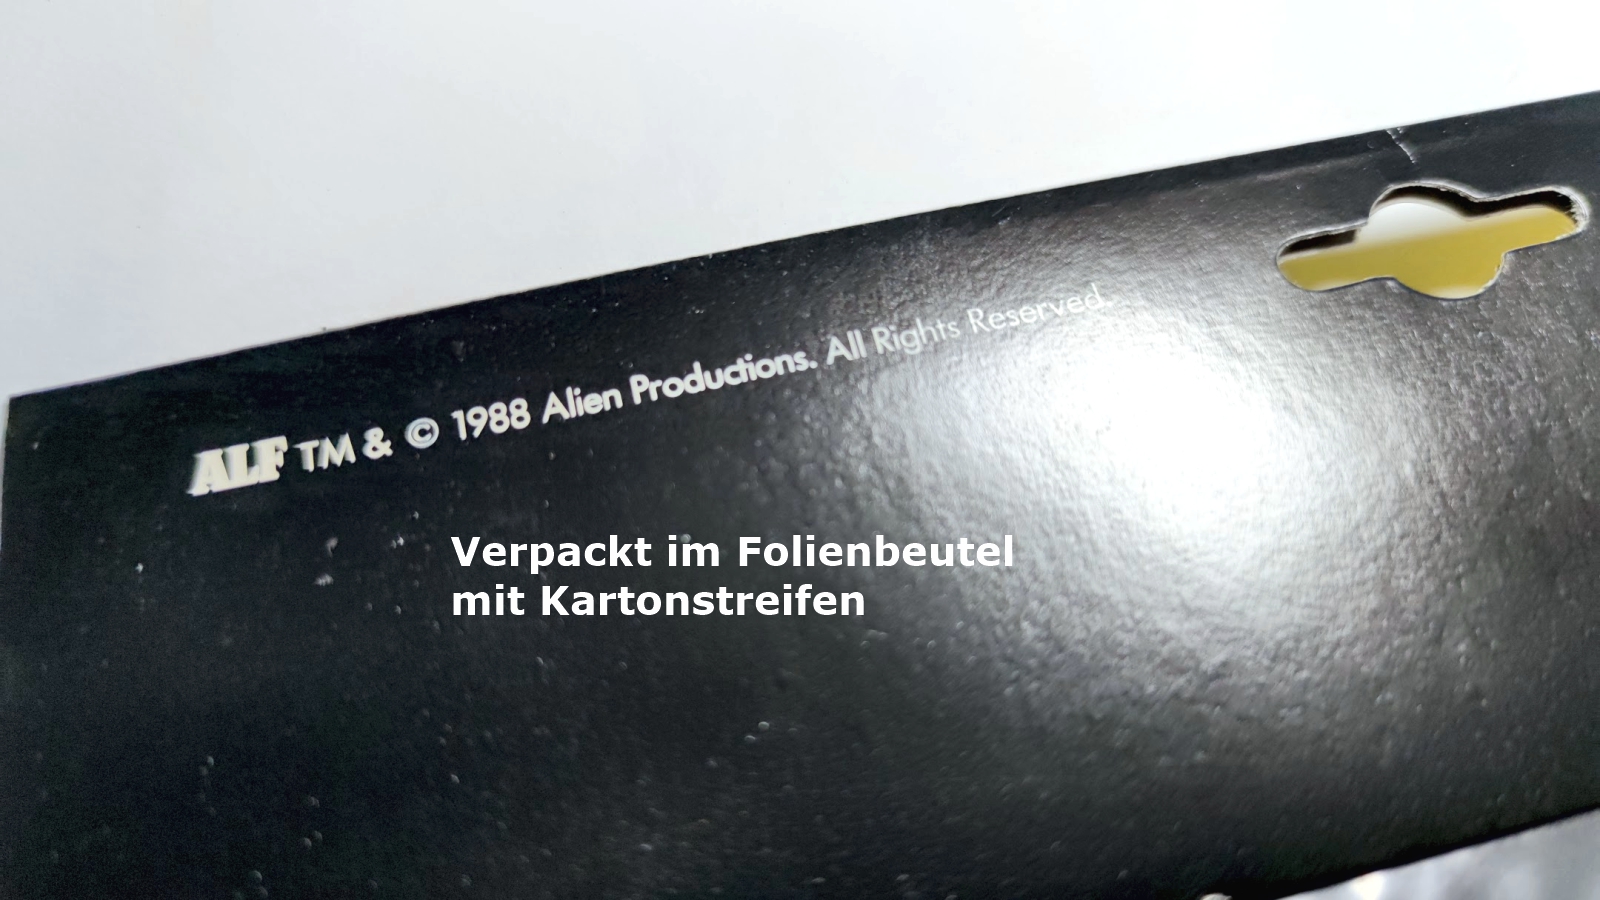 ALF TM & © 1988 Alien Productions. All Rights Reserved.
Verpackt im Folienbeutel
mit Kartonstreifen